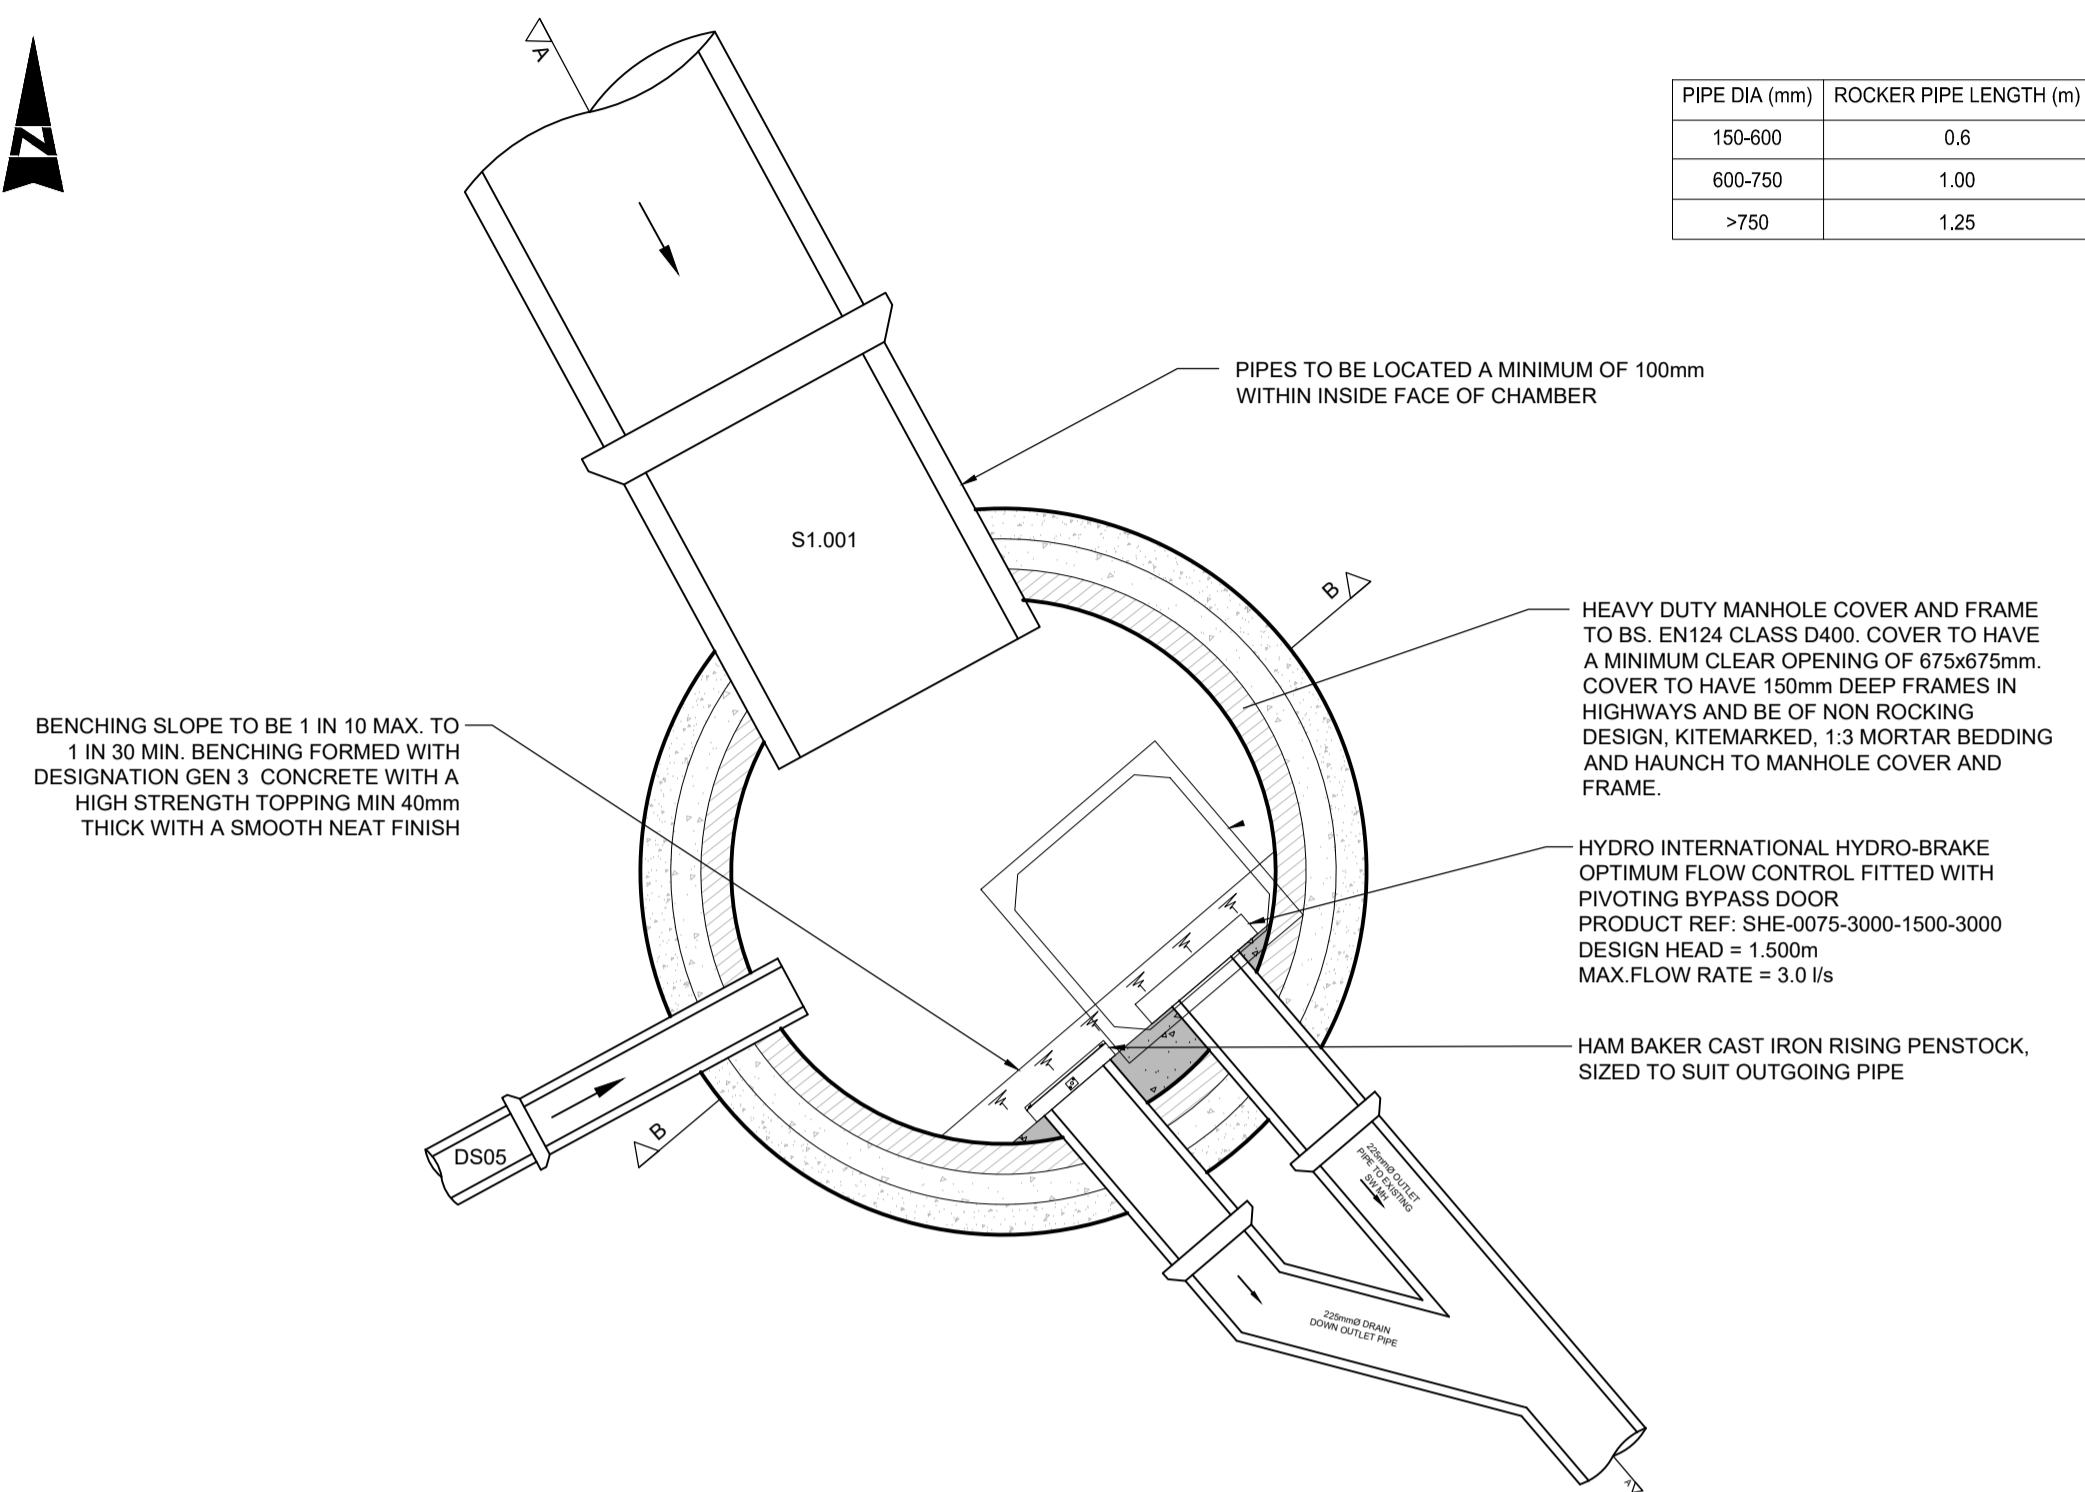 A
N
PIPE DIA (mm) ROCKER PIPE LENGTH (m)
150-600 0.6
600-750 1.00
>750 1.25
PIPES TO BE LOCATED A MINIMUM OF 100mm
WITHIN INSIDE FACE OF CHAMBER
S1.001
B
HEAVY DUTY MANHOLE COVER AND FRAME
TO BS. EN124 CLASS D400. COVER TO HAVE
A MINIMUM CLEAR OPENING OF 675x675mm.
COVER TO HAVE 150mm DEEP FRAMES IN
HIGHWAYS AND BE OF NON ROCKING
DESIGN, KITEMARKED, 1:3 MORTAR BEDDING
AND HAUNCH TO MANHOLE COVER AND
FRAME.
BENCHING SLOPE TO BE 1 IN 10 MAX. TO
1 IN 30 MIN. BENCHING FORMED WITH
DESIGNATION GEN 3 CONCRETE WITH A
HIGH STRENGTH TOPPING MIN 40mm
THICK WITH A SMOOTH NEAT FINISH
HYDRO INTERNATIONAL HYDRO-BRAKE
OPTIMUM FLOW CONTROL FITTED WITH
PIVOTING BYPASS DOOR
PRODUCT REF: SHE-0075-3000-1500-3000
DESIGN HEAD = 1.500m
MAX.FLOW RATE = 3.0 l/s
HAM BAKER CAST IRON RISING PENSTOCK,
SIZED TO SUIT OUTGOING PIPE
B
DS05
225mmØ OUTLET
PIPE TO EXISTING
SW MH
225mmØ DRAIN
DOWN OUTLET PIPE
A